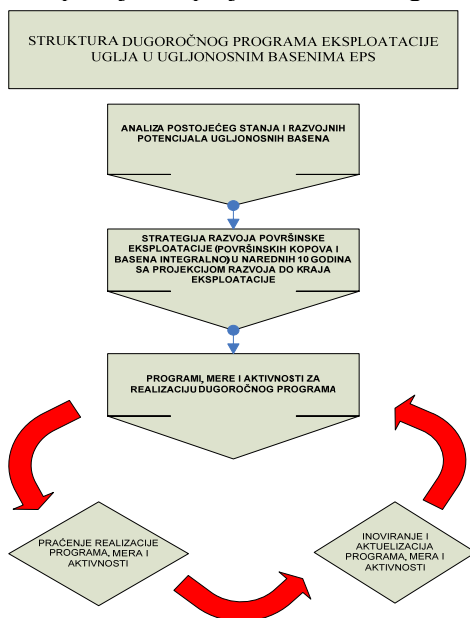 STRUKTURA DUGOROČNOG PROGRAMA EKSPLOATACIJE
UGLJA U UGLJONOSNIM BASENIMA EPS
ANALIZA POSTOJEĆEG STANJA I RAZVOJNIH
POTENCIJALA UGLJONOSNIH BASENA
STRATEGIJA RAZVOJA POVRŠINSKE
EKSPLOATACIJE (POVRŠINSKIH KOPOVA I
BASENA INTEGRALNO) U NAREDNIH 10 GODINA
SA PROJEKCIJOM RAZVOJA DO KRAJA
EKSPLOATACIJE
PROGRAMI, MERE I AKTIVNOSTI ZA
REALIZACIJU DUGOROČNOG PROGRAMA
PRAĆENJE REALIZACIJE
PROGRAMA, MERA I
AKTIVNOSTI
INOVIRANJE I
AKTUELIZACIJA
PROGRAMA, MERA I
AKTIVNOSTI